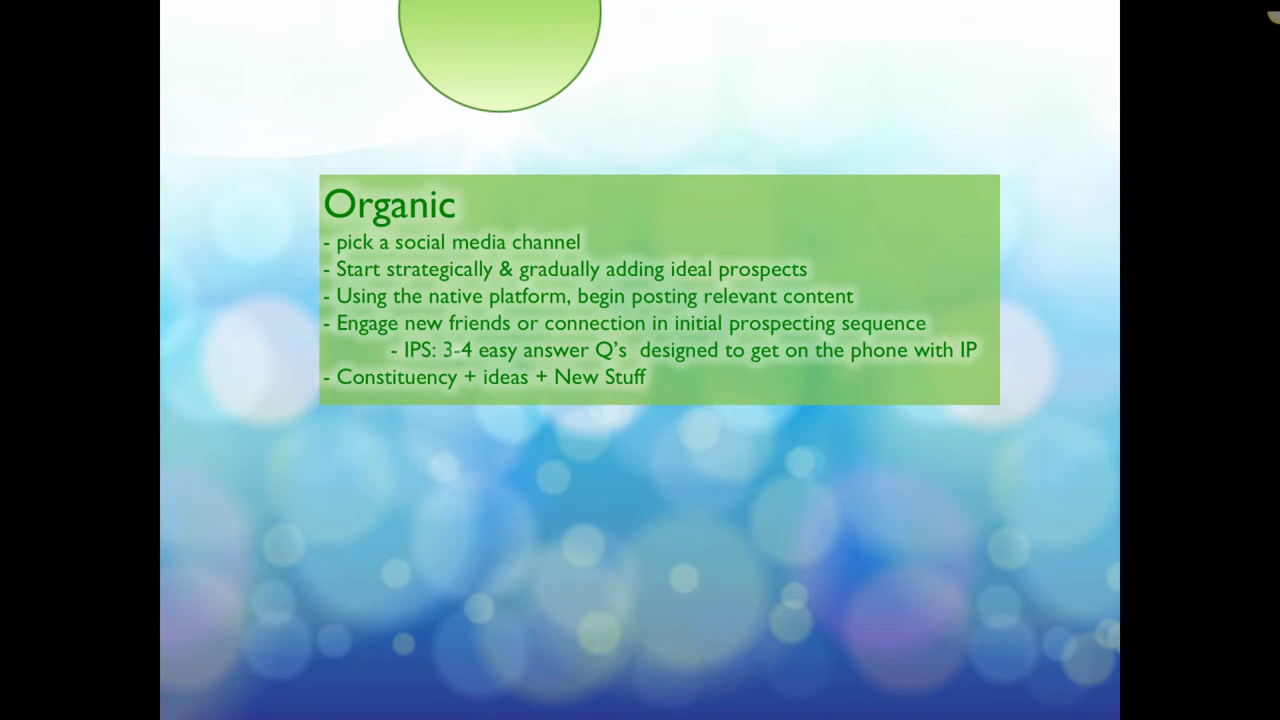 Organic
- pick a social media channel
- Start strategically & gradually adding ideal prospects
- Using the native platform, begin posting relevant content
- Engage new friends or connection in initial prospecting sequence
- IPS: 3-4 easy answer Q’s  designed to get on the phone with IP
- Constituency + ideas + New Stuff